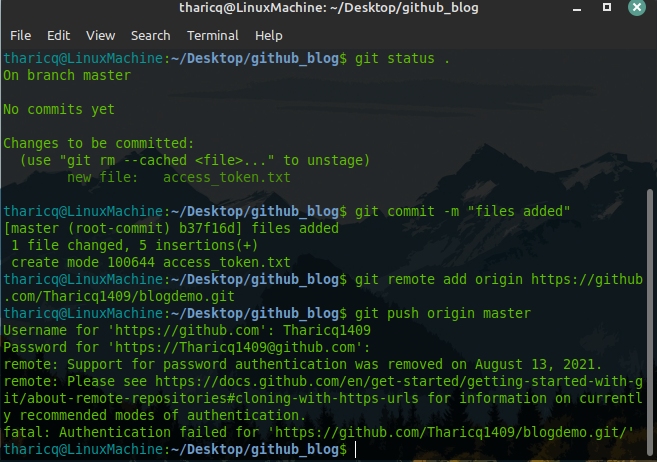 tharicq@LinuxMachine: ~/Desktop/github_blog
File Edit View Search Terminal Help
tharicq@LinuxMachine:~/Desktop/github_blog$ git status .
On branch master
No commits yet
Changes to be committed:
(use "git rm --cached <file>..." to unstage)
new file: access_token.txt
tharicq@LinuxMachine:~/Desktop/github_blog$ git commit -m "files added"
[master (root-commit) b37f16d] files added
1 file changed, 5 insertions(+)
create mode 100644 access_token.txt
tharicq@LinuxMachine:~/Desktop/github_blog$ git remote add origin https://github
.com/Tharicq1409/blogdemo.git
tharicq@LinuxMachine:~/Desktop/github_blog$ git push origin master
Username for 'https://github.com': Tharicq1409
Password for 'https://Tharicq1409@github.com':
remote: Support for password authentication was removed on August 13, 2021.
remote: Please see https://docs.github.com/en/get-started/getting-started-with-g
it/about-remote-repositories#cloning-with-https-urls for information on currentl
y recommended modes of authentication.
fatal: Authentication failed for 'https://github.com/Tharicq1409/blogdemo.git/'
tharicq@LinuxMachine:~/Desktop/github_blog$